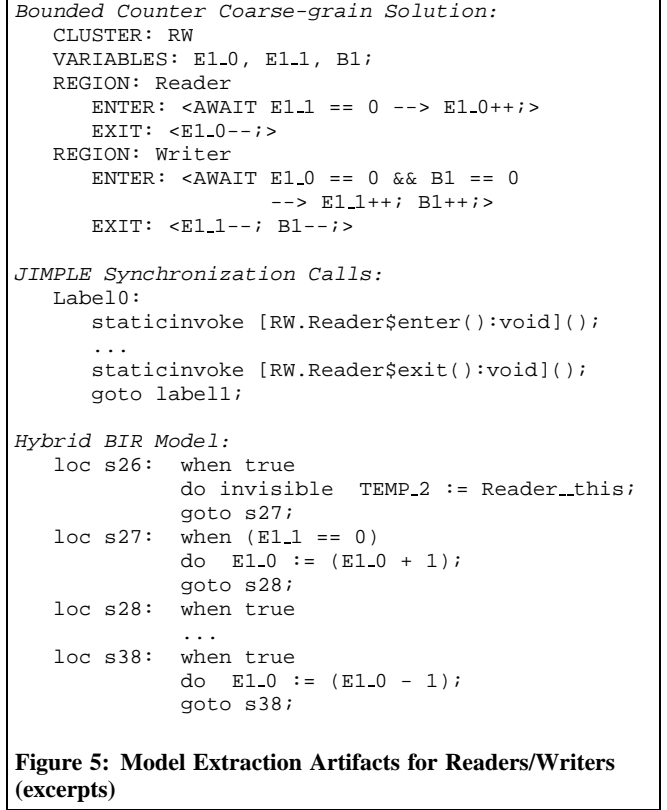 Bounded Counter Coarse-grain Solution:
CLUSTER: RW
VARIABLES: E1_0, E1_1, B1;
REGION: Reader
ENTER: <AWAIT E1_1 == 0 --> E1_0++;>
EXIT: <E1_0--;>
REGION: Writer
ENTER: <AWAIT E1_0 == 0 && B1 == 0
--> E1_1++; B1++;>
EXIT: <E1_1--; B1--;>
JIMPLE Synchronization Calls:
Label0:
staticinvoke [RW.Reader$enter():void]();
...
staticinvoke [RW.Reader$exit():void]();
goto label1;
Hybrid BIR Model:
loc s26: when true
do invisible TEMP_2 := Reader__this;
goto s27;
loc s27: when (E1_1 == 0)
do E1_0 := (E1_0 + 1);
goto s28;
loc s28: when true
...
loc s38: when true
do E1_0 := (E1_0 - 1);
goto s38;
Figure 5: Model Extraction Artifacts for Readers/Writers
(excerpts)